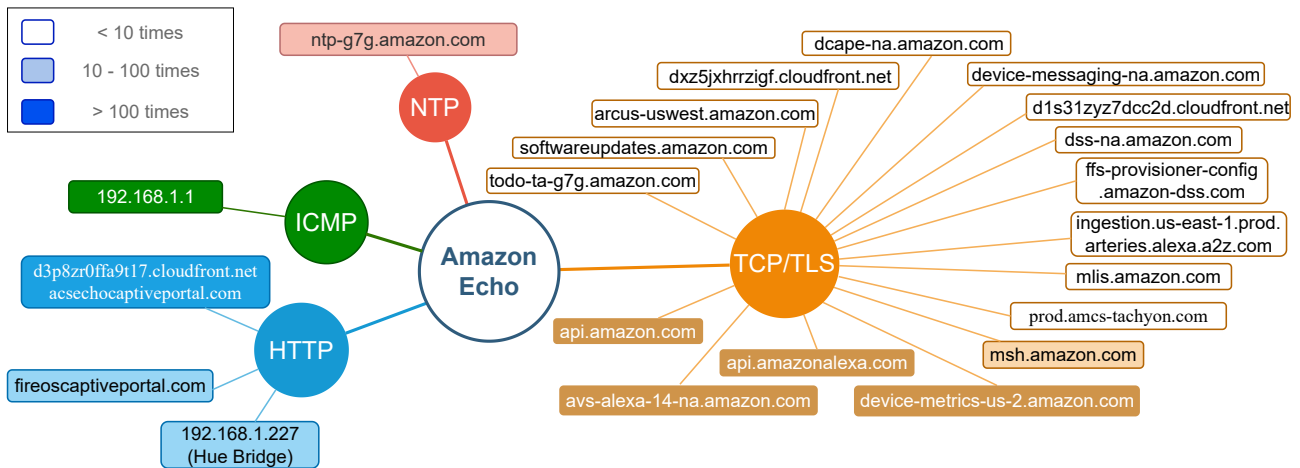 < 10 times
10 - 100 times
> 100 times
ntp-g7g.amazon.com
NTP
192.168.1.1
ICMP
d3p8zr0ffa9t17.cloudfront.net
acsechocaptiveportal.com
HTTP
fireoscaptiveportal.com
192.168.1.227
(Hue Bridge)
Amazon
Echo
TCP/TLS
dcape-na.amazon.com
dxz5jxhrrzigf.cloudfront.net
device-messaging-na.amazon.com
arcus-uswest.amazon.com
d1s31zyz7dcc2d.cloudfront.net
softwareupdates.amazon.com
dss-na.amazon.com
todo-ta-g7g.amazon.com
ffs-provisioner-config
.amazon-dss.com
ingestion.us-east-1.prod.
arteries.alexa.a2z.com
mlis.amazon.com
prod.amcs-tachyon.com
msh.amazon.com
api.amazon.com
api.amazonalexa.com
avs-alexa-14-na.amazon.com
device-metrics-us-2.amazon.com